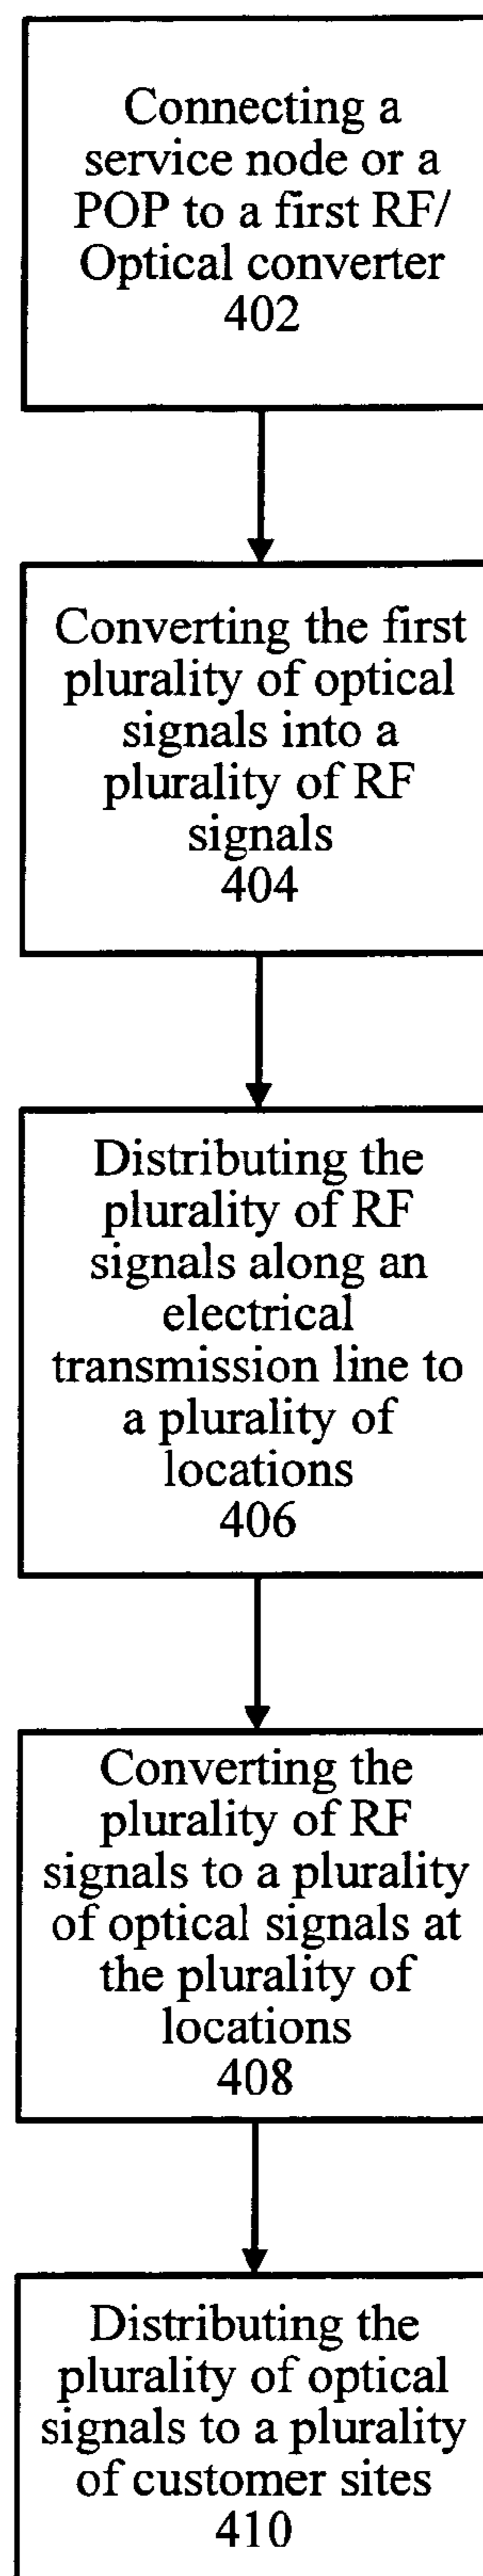 Connecting a
service node or a
POP to a first RF/
Optical converter
402
Converting the first
plurality of optical
signals into a
plurality of RF
signals
404
Distributing the
plurality of RF
signals along an
electrical
transmission line to
a plurality of
locations
406
Converting the
plurality of RF
signals to a plurality
of optical signals at
the plurality of
locations
408
Distributing the
plurality of optical
signals to a plurality
of customer sites
410